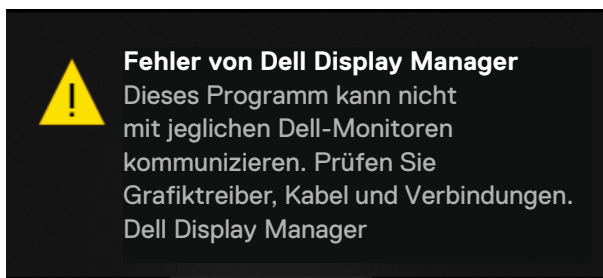 Fehler von Dell Display Manager
Dieses Programm kann nicht
mit jeglichen Dell-Monitoren
kommunizieren. Prüfen Sie
Grafiktreiber, Kabel und Verbindungen.
Dell Display Manager